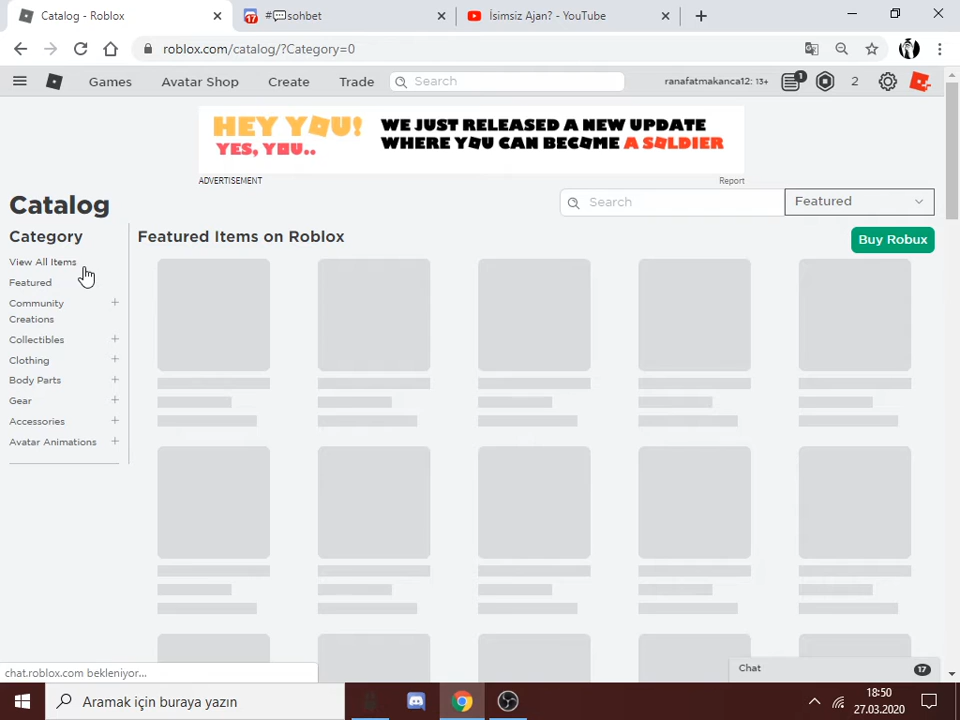 Catalog - Roblox
17
#💬sohbet
İsimsiz Ajan? - YouTube
roblox.com/catalog/?Category=0
Games
Avatar Shop
Create
Trade
Search
ranafatmakanca12: 13+
1
2
HEY YOU!
YES, YOU..
WE JUST RELEASED A NEW UPDATE
WHERE YOU CAN BECOME A SOLDIER
ADVERTISEMENT
Report
Catalog
Search
Featured
Category
Featured Items on Roblox
Buy Robux
View All Items
Featured
Community
Creations
Collectibles
Clothing
Body Parts
Gear
Accessories
Avatar Animations
chat.roblox.com bekleniyor...
Chat
17
Aramak için buraya yazın
18:50
27.03.2020